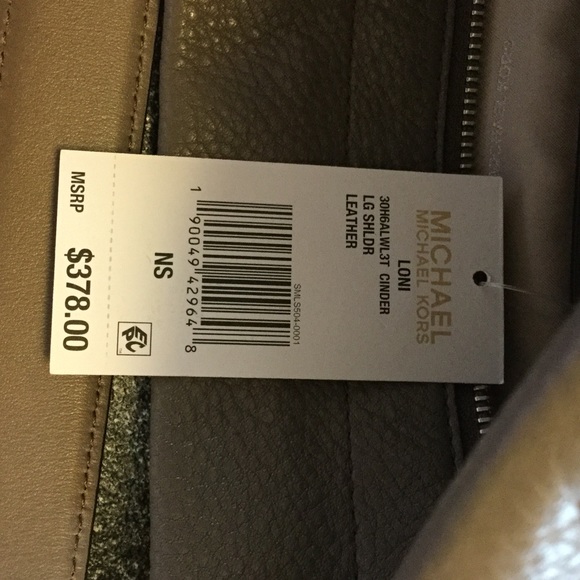 MICHAEL
MICHAEL KORS
LONI
30H6ALWL3T CINDER
LG SHLDR
LEATHER
SMLS504-0001
1 90049 42964 8
NS
EPC
MSRP $378.00